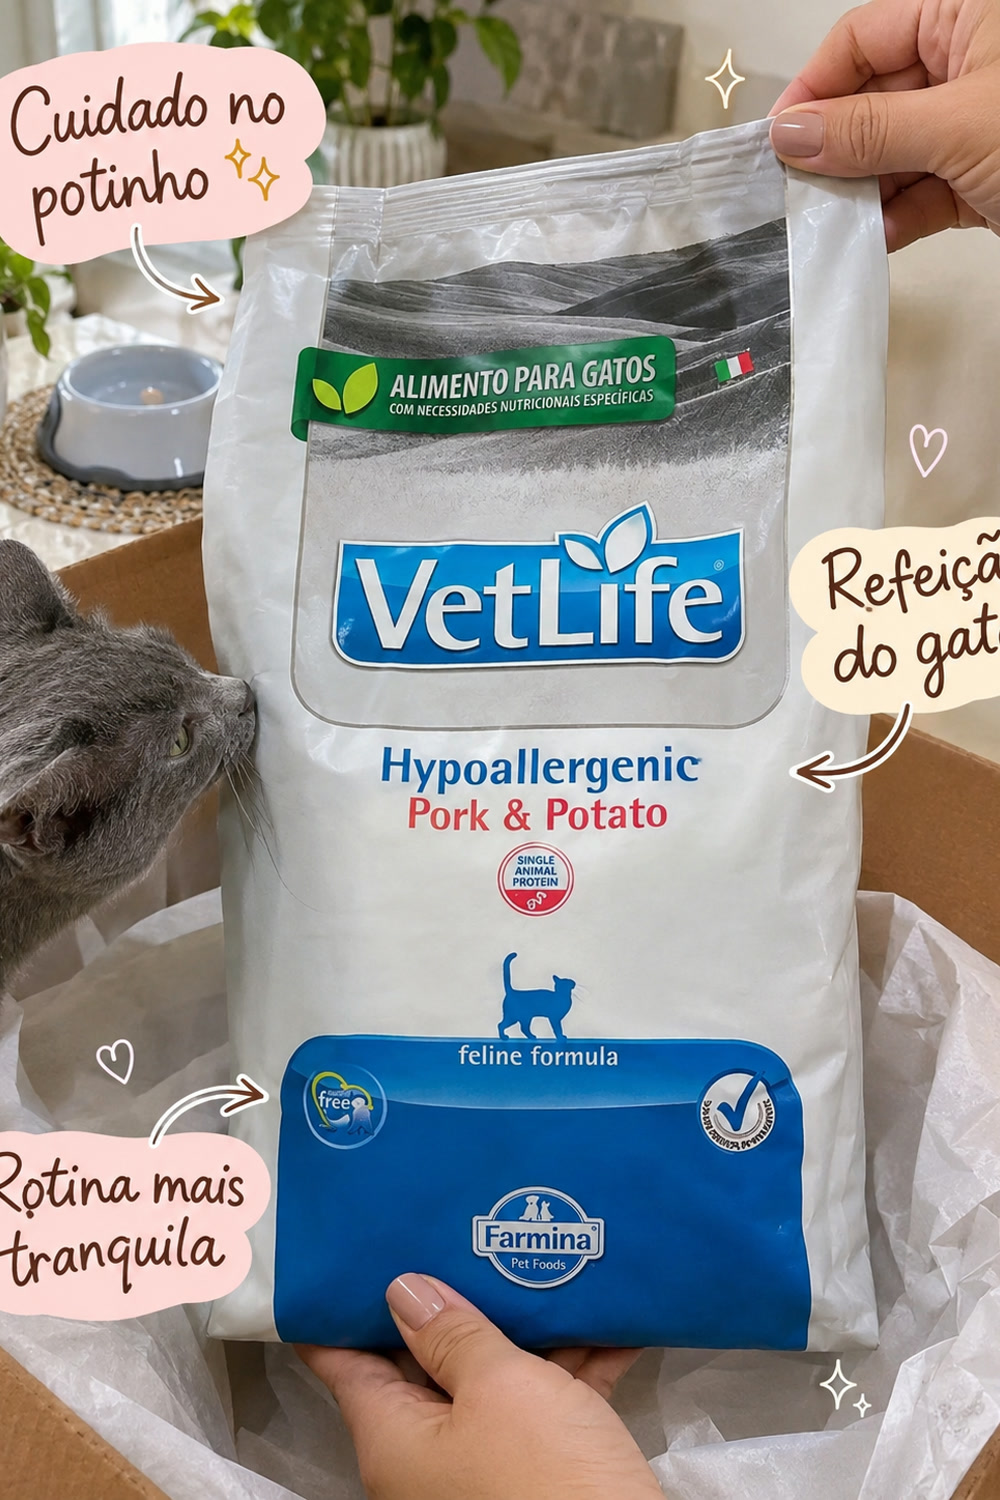 Cuidado no
potinho
ALIMENTO PARA GATOS
COM NECESSIDADES NUTRICIONAIS ESPECÍFICAS
VetLife®
Refeiçã
do gat
Hypoallergenic
Pork & Potato
SINGLE
ANIMAL
PROTEIN
feline formula
free
Rotina mais
tranquila
Farmina®
Pet Foods